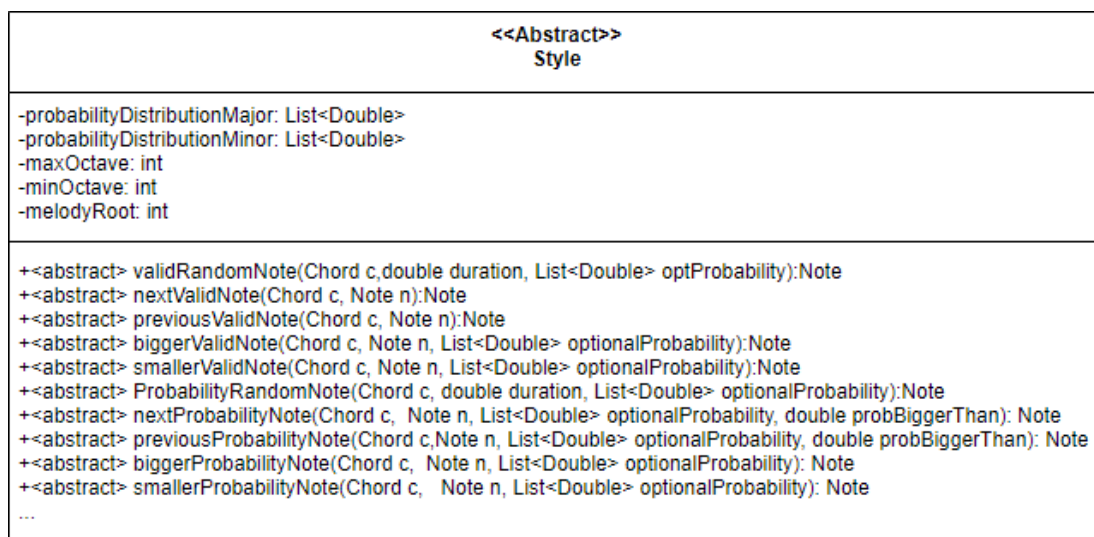 <<Abstract>>
Style
-probabilityDistributionMajor: List<Double>
-probabilityDistributionMinor: List<Double>
-maxOctave: int
-minOctave: int
-melodyRoot: int
+<abstract> validRandomNote(Chord c,double duration, List<Double> optProbability):Note
+<abstract> nextValidNote(Chord c, Note n):Note
+<abstract> previousValidNote(Chord c, Note n):Note
+<abstract> biggerValidNote(Chord c, Note n, List<Double> optionalProbability):Note
+<abstract> smallerValidNote(Chord c, Note n, List<Double> optionalProbability):Note
+<abstract> ProbabilityRandomNote(Chord c, double duration, List<Double> optionalProbability):Note
+<abstract> nextProbabilityNote(Chord c,  Note n, List<Double> optionalProbability, double probBiggerThan): Note
+<abstract> previousProbabilityNote(Chord c,Note n, List<Double> optionalProbability, double probBiggerThan): Note
+<abstract> biggerProbabilityNote(Chord c,  Note n, List<Double> optionalProbability): Note
+<abstract> smallerProbabilityNote(Chord c,   Note n, List<Double> optionalProbability): Note
...